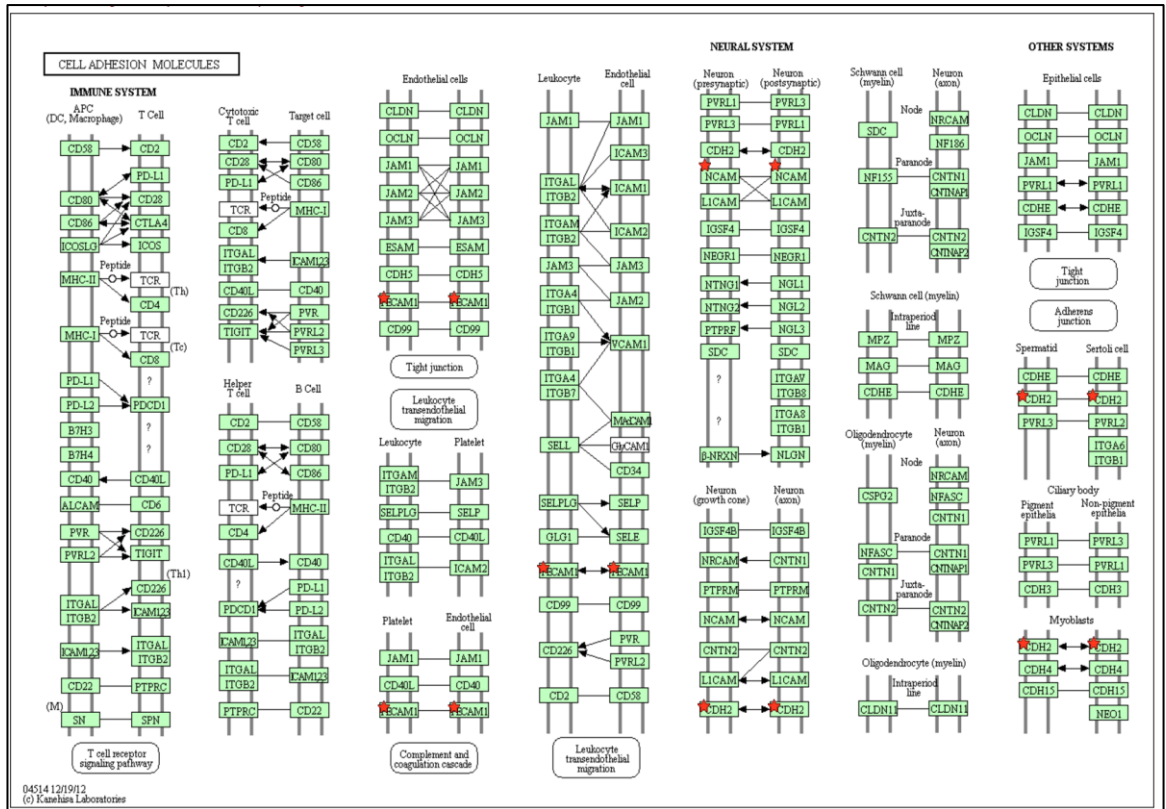 CELL ADHESION MOLECULES
IMMUNE SYSTEM
APC
(DC, Macrophage)
T Cell
CD58
CD2
PD-L1
CD80
CD28
CD86
CTLA4
ICOSLG
ICOS
Peptide
MHC-II
TCR
(Th)
CD4
Peptide
MHC-I
TCR
(Tc)
CD8
PD-L1
?
PD-L2
PDCD1
B7H3
?
B7H4
?
CD40
CD40L
ALCAM
CD6
PVR
CD226
PVRL2
TIGIT
(Th1)
CD226
ITGAL
ITGB2
ICAM1,2,3
ICAM1,2,3
ITGAL
ITGB2
CD22
PTPRC
(M)
SN
SPN
T cell receptor
signaling pathway
04514 12/19/12
(c) Kanehisa Laboratories
Cytotoxic
T cell
Target cell
CD2
CD58
CD28
CD80
PD-L1
CD86
Peptide
TCR
MHC-I
CD8
ITGAL
ITGB2
ICAM1,2,3
CD40L
CD40
CD226
PVR
TIGIT
PVRL2
PVRL3
Helper
T cell
B Cell
CD2
CD58
CD28
CD80
PD-L1
CD86
Peptide
TCR
MHC-II
CD4
CD40L
CD40
?
PD-L1
PDCD1
PD-L2
ICAM1,2,3
ITGAL
ITGB2
ITGAL
ITGB2
ICAM1,2,3
PTPRC
CD22
Endothelial cells
CLDN
CLDN
OCLN
OCLN
JAM1
JAM1
JAM2
JAM2
JAM3
JAM3
ESAM
ESAM
CDH5
CDH5
PECAM1
PECAM1
CD99
CD99
Tight junction
Leukocyte
transendothelial
migration
Leukocyte
Platelet
ITGAM
ITGB2
JAM3
SELPLG
SELP
CD40
CD40L
ITGAL
ITGB2
ICAM2
Platelet
Endothelial
cell
JAM1
JAM1
CD40L
CD40
PECAM1
PECAM1
Complement and
coagulation cascade
Leukocyte
Endothelial
cell
JAM1
JAM1
ICAM3
ITGAL
ITGB2
ICAM1
ITGAM
ITGB2
ICAM2
JAM3
JAM3
ITGA4
ITGB1
JAM2
ITGA9
ITGB1
VCAM1
ITGA4
ITGB7
MAdCAM1
SELL
GlyCAM1
CD34
SELPLG
SELP
GLG1
SELE
PECAM1
PECAM1
CD99
CD99
CD226
PVR
PVRL2
CD2
CD58
Leukocyte
transendothelial
migration
NEURAL SYSTEM
Neuron
(presynaptic)
Neuron
(postsynaptic)
PVRL1
PVRL3
PVRL3
PVRL1
CDH2
CDH2
NCAM
NCAM
L1CAM
L1CAM
IGSF4
IGSF4
NEGR1
NEGR1
NTNG1
NGL1
NTNG2
NGL2
PTPRF
NGL3
SDC
SDC
?
ITGAV
ITGB8
?
ITGA8
ITGB1
β-NRXN
NLGN
Neuron
(growth cone)
Neuron
(axon)
IGSF4B
IGSF4B
NRCAM
CNTN1
PTPRM
PTPRM
NCAM
NCAM
CNTN2
CNTN2
L1CAM
L1CAM
CDH2
CDH2
Schwann cell
(myelin)
Neuron
(axon)
Node
NRCAM
SDC
NF186
Paranode
NF155
CNTN1
CNTNAP1
Juxta-
paranode
CNTN2
CNTN2
CNTNAP2
Schwann cell (myelin)
Intraperiod
line
MPZ
MPZ
MAG
MAG
CDHE
CDHE
Oligodendrocyte
(myelin)
Neuron
(axon)
Node
NRCAM
CSPG2
NFASC
CNTN1
Paranode
NFASC
CNTN1
CNTN1
CNTNAP1
Juxta-
paranode
CNTN2
CNTN2
CNTNAP2
Oligodendrocyte (myelin)
Intraperiod
line
CLDN11
CLDN11
OTHER SYSTEMS
Epithelial cells
CLDN
CLDN
OCLN
OCLN
JAM1
JAM1
PVRL1
PVRL1
CDHE
CDHE
IGSF4
IGSF4
Tight
junction
Adherens
junction
Spermatid
Sertoli cell
CDHE
CDHE
CDH2
CDH2
PVRL3
PVRL2
ITGA6
ITGB1
Ciliary body
Pigment
epithelia
Non-pigment
epithelia
PVRL1
PVRL3
PVRL3
PVRL1
CDH3
CDH3
Myoblasts
CDH2
CDH2
CDH4
CDH4
CDH15
CDH15
NEO1